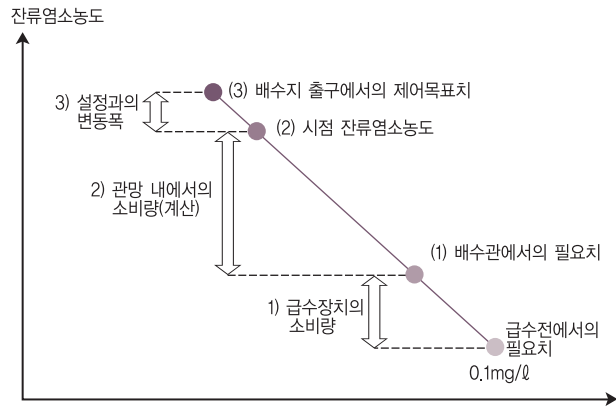 잔류염소농도
(3) 배수지 출구에서의 제어목표치
3) 설정과의
변동폭
(2) 시점 잔류염소농도
2) 관망 내에서의
소비량(계산)
(1) 배수관에서의 필요치
1) 급수장치의
소비량
급수전에서의
필요치
0.1mg/ℓ